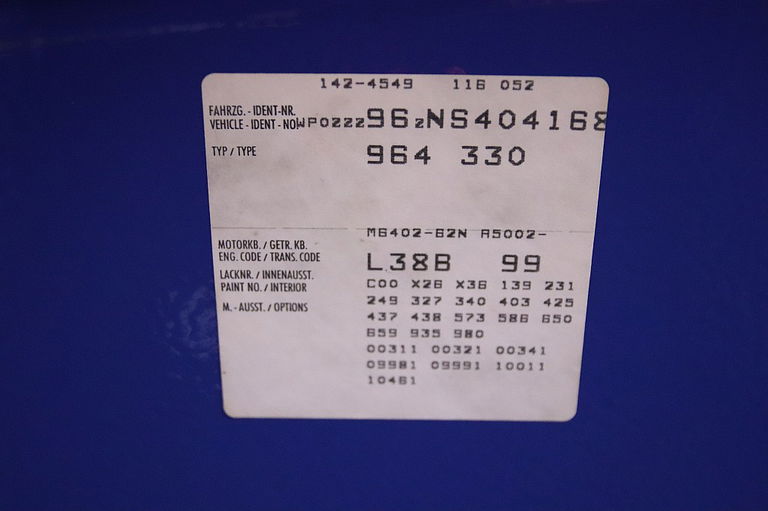 142-4549 116 052
FAHRZG. - IDENT-NR.
VEHICLE - IDENT - NO WPOZZZ96ZNS404168
TYP / TYPE 964 330
M6402-62N A5002-
MOTORKB. / GETR. KB.
ENG. CODE / TRANS. CODE L38B 99
LACKNR. / INNENAUSST.
PAINT NO. / INTERIOR C00 X26 X36 139 231
M. - AUSST. / OPTIONS 249 327 340 403 425
437 438 573 586 650
659 935 980
00311 00321 00341
09981 09991 10011
10461